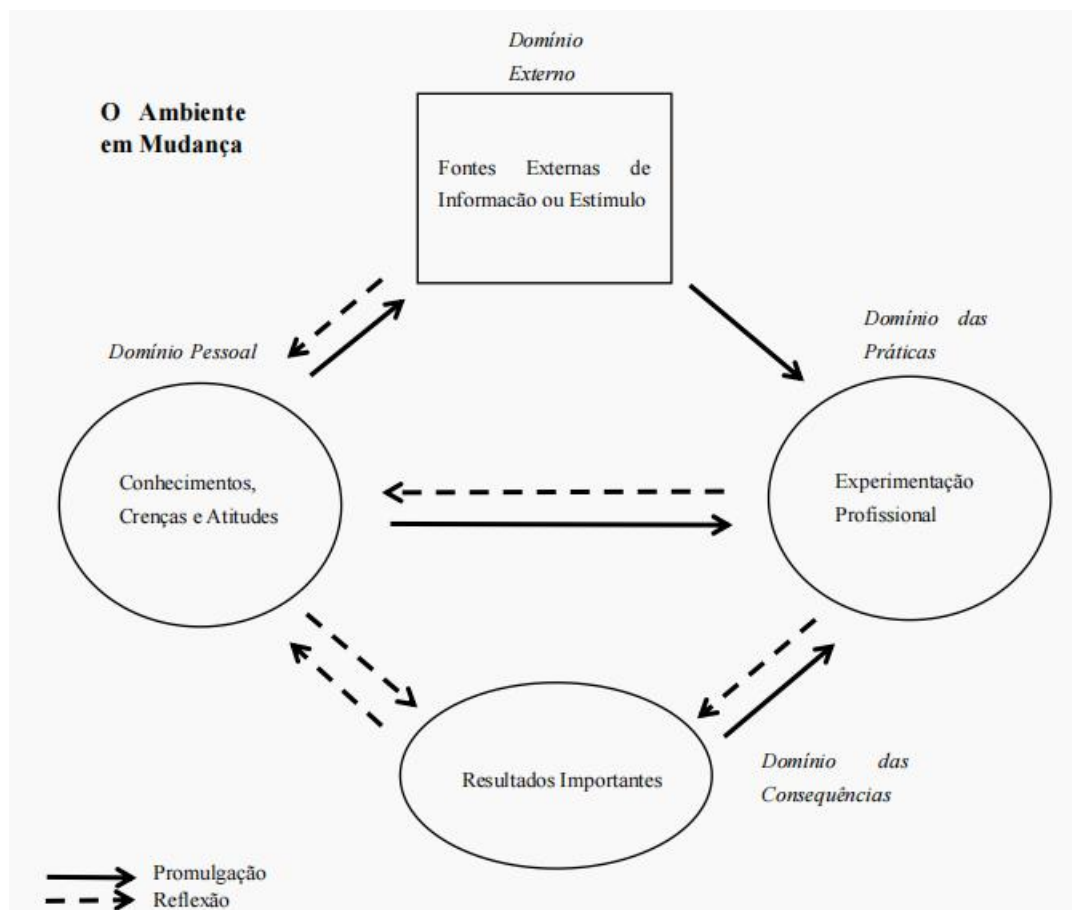 Domínio
Externo
O Ambiente
em Mudança
Fontes Externas de
Informacão ou Estímulo
Domínio das
Práticas
Domínio Pessoal
Conhecimentos,
Crenças e Atitudes
Experimentação
Profissional
Resultados Importantes
Domínio das
Consequências
Promulgação
Reflexão